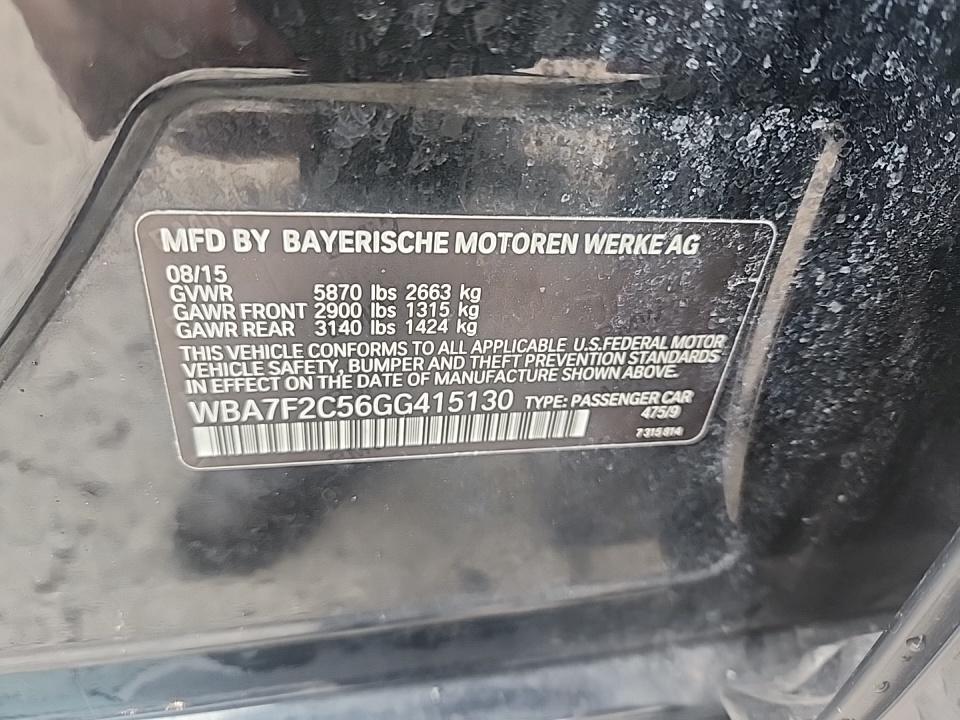 MFD BY BAYERISCHE MOTOREN WERKE AG
08/15
GVWR 5870 lbs 2663 kg
GAWR FRONT 2900 lbs 1315 kg
GAWR REAR 3140 lbs 1424 kg
THIS VEHICLE CONFORMS TO ALL APPLICABLE U.S.FEDERAL MOTOR
VEHICLE SAFETY, BUMPER AND THEFT PREVENTION STANDARDS
IN EFFECT ON THE DATE OF MANUFACTURE SHOWN ABOVE.
WBA7F2C56GG415130 TYPE: PASSENGER CAR
475/9
7315814